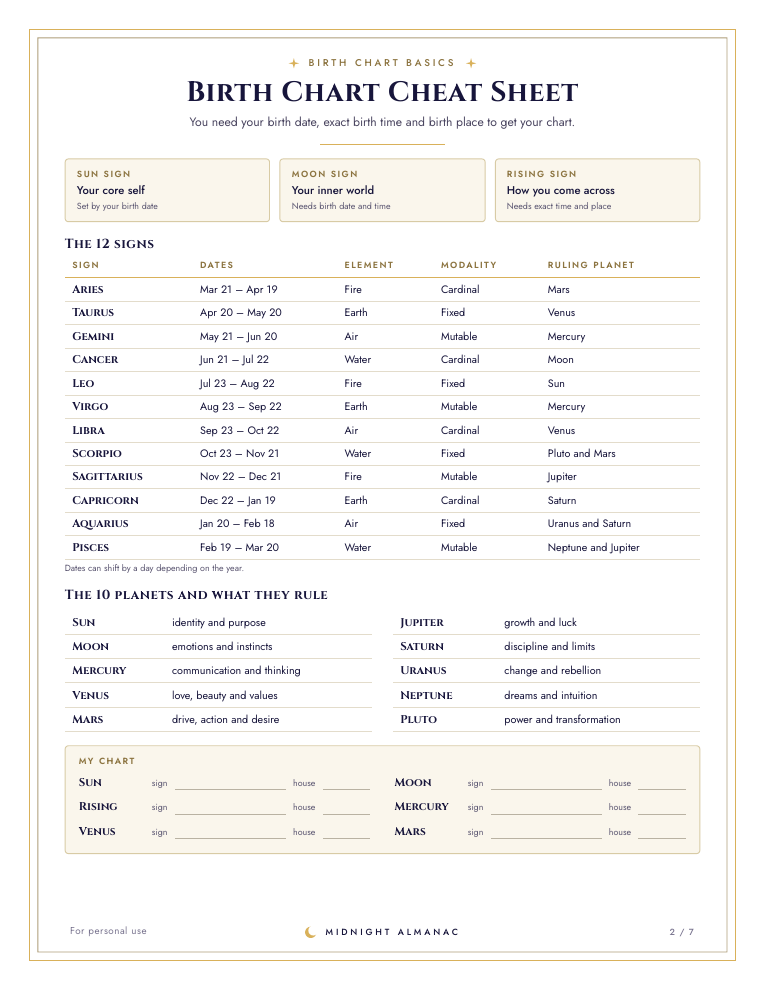 BIRTH CHART BASICS
BIRTH CHART CHEAT SHEET
You need your birth date, exact birth time and birth place to get your chart.
SUN SIGN MOON SIGN RISING SIGN
Your core self Your inner world How you come across
Set by your birth date Needs birth date and time Needs exact time and place
THE 12 SIGNS
SIGN DATES ELEMENT MODALITY RULING PLANET
ARIES Mar 21 – Apr 19 Fire Cardinal Mars
TAURUS Apr 20 – May 20 Earth Fixed Venus
GEMINI May 21 – Jun 20 Air Mutable Mercury
CANCER Jun 21 – Jul 22 Water Cardinal Moon
LEO Jul 23 – Aug 22 Fire Fixed Sun
VIRGO Aug 23 – Sep 22 Earth Mutable Mercury
LIBRA Sep 23 – Oct 22 Air Cardinal Venus
SCORPIO Oct 23 – Nov 21 Water Fixed Pluto and Mars
SAGITTARIUS Nov 22 – Dec 21 Fire Mutable Jupiter
CAPRICORN Dec 22 – Jan 19 Earth Cardinal Saturn
AQUARIUS Jan 20 – Feb 18 Air Fixed Uranus and Saturn
PISCES Feb 19 – Mar 20 Water Mutable Neptune and Jupiter
Dates can shift by a day depending on the year.
THE 10 PLANETS AND WHAT THEY RULE
SUN identity and purpose JUPITER growth and luck
MOON emotions and instincts SATURN discipline and limits
MERCURY communication and thinking URANUS change and rebellion
VENUS love, beauty and values NEPTUNE dreams and intuition
MARS drive, action and desire PLUTO power and transformation
MY CHART
SUN sign house MOON sign house
RISING sign house MERCURY sign house
VENUS sign house MARS sign house
For personal use MIDNIGHT ALMANAC 2 / 7